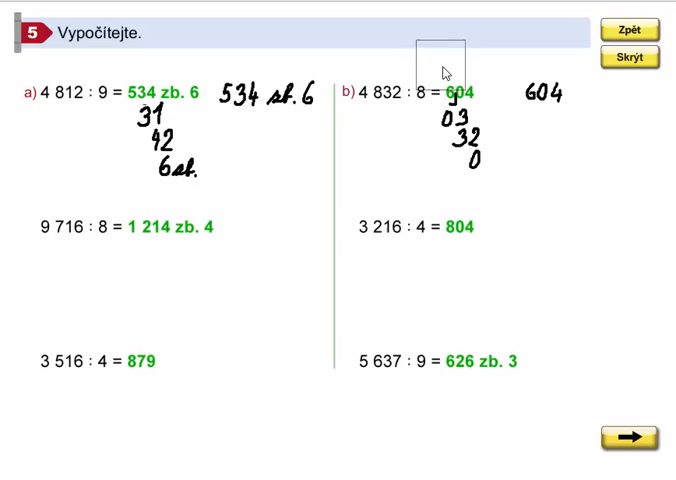 5 Vypočítejte.
Zpět
Skrýt
a) 4 812 : 9 = 534 zb. 6 534 zb. 6
31
42
6 zb.
b) 4 832 : 8 = 604 604
03
32
0
9 716 : 8 = 1 214 zb. 4
3 216 : 4 = 804
3 516 : 4 = 879
5 637 : 9 = 626 zb. 3